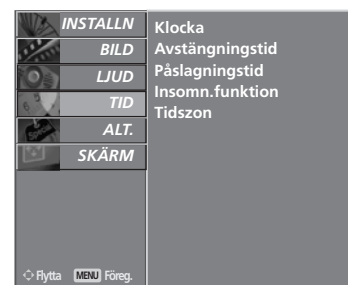 INSTALLN
BILD
LJUD
TID
ALT.
SKÄRM
Klocka
Avstängningstid
Påslagningstid
Insomn.funktion
Tidszon
Flytta MENU Föreg.